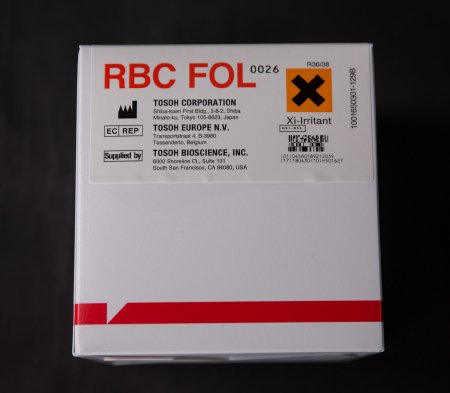 RBC FOL 0026
R36/38
TOSOH CORPORATION
Shiba-koen First Bldg., 3-8-2, Shiba
Minato-ku, Tokyo 105-8623, Japan
EC REP
TOSOH EUROPE N.V.
Transportstraat 4, B-3980
Tessenderlo, Belgium
Supplied by
TOSOH BIOSCIENCE, INC.
6000 Shoreline Ct., Suite 101
South San Francisco, CA 94080, USA
Xi-Irritant
1001650301-129B